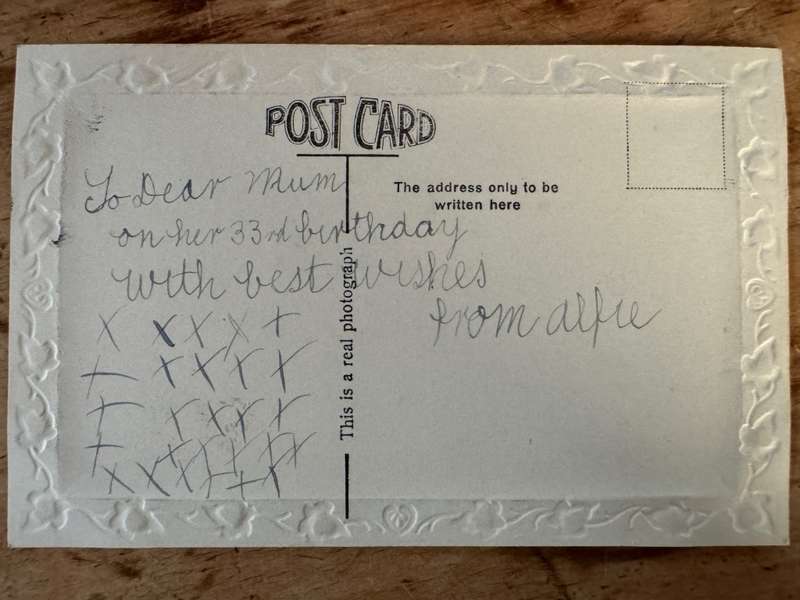 POST CARD
The address only to be
written here
This is a real photograph
To Dear Mum
on her 33rd birthday
with best wishes
from Alfie
X X X X X
X X X X X
X X X X X
X X X X X X
X X X X X X